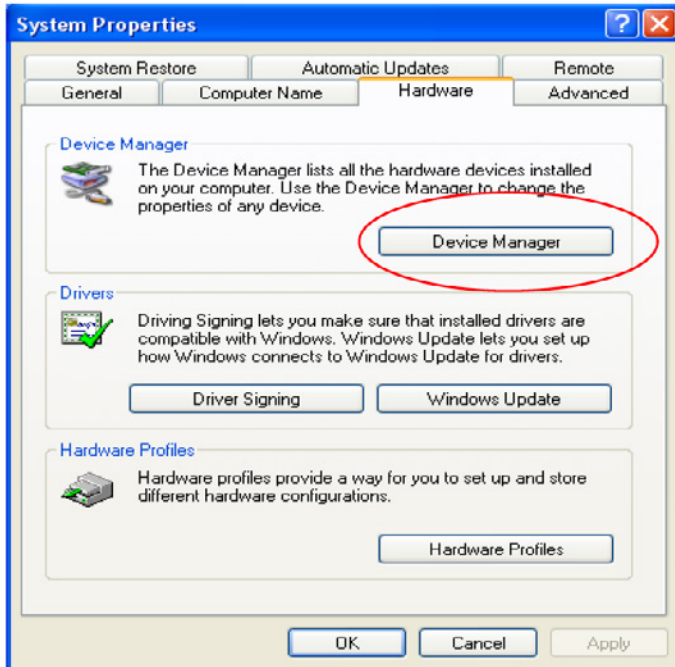 System Properties
System Restore Automatic Updates Remote
General Computer Name Hardware Advanced
Device Manager
The Device Manager lists all the hardware devices installed
on your computer. Use the Device Manager to change the
properties of any device.
Device Manager
Drivers
Driving Signing lets you make sure that installed drivers are
compatible with Windows. Windows Update lets you set up
how Windows connects to Windows Update for drivers.
Driver Signing Windows Update
Hardware Profiles
Hardware profiles provide a way for you to set up and store
different hardware configurations.
Hardware Profiles
OK Cancel Apply